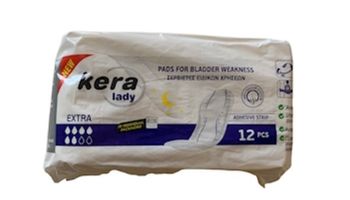 NEW
kera
lady
PADS FOR BLADDER WEAKNESS
ΣΕΡΒΙΕΤΕΣ ΕΙΔΙΚΩΝ ΧΡΗΣΕΩΝ
EXTRA
ADHESIVE STRIP
12 PCS